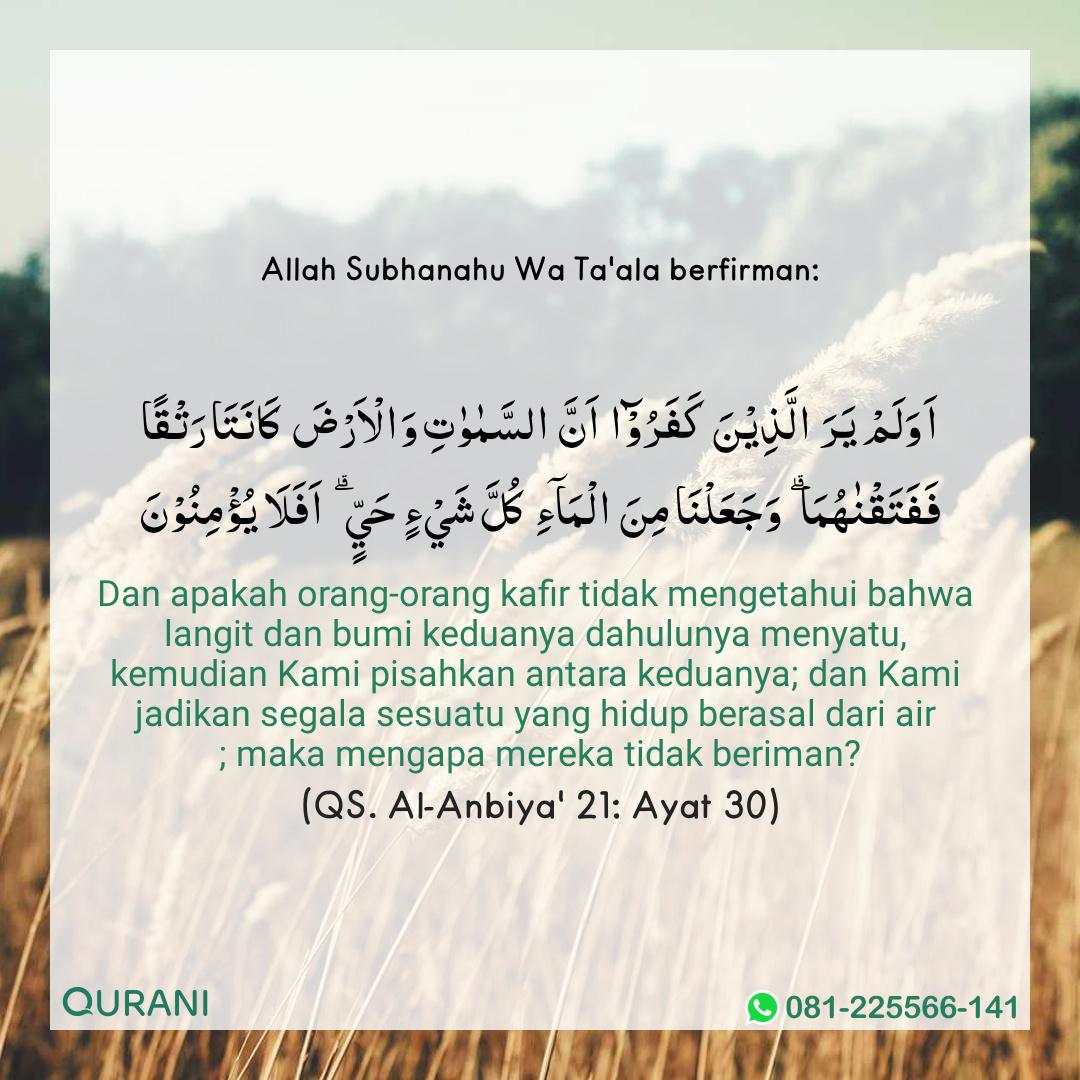 Allah Subhanahu Wa Ta'ala berfirman:
اَوَلَمْ يَرَ الَّذِيْنَ كَفَرُوْٓا اَنَّ السَّمٰوٰتِ وَالْاَرْضَ كَانَتَا رَتْقًا
فَفَتَقْنٰهُمَاۗ وَجَعَلْنَا مِنَ الْمَاۤءِ كُلَّ شَيْءٍ حَيٍّۗ اَفَلَا يُؤْمِنُوْنَ
Dan apakah orang-orang kafir tidak mengetahui bahwa
langit dan bumi keduanya dahulunya menyatu,
kemudian Kami pisahkan antara keduanya; dan Kami
jadikan segala sesuatu yang hidup berasal dari air
; maka mengapa mereka tidak beriman?
(QS. Al-Anbiya' 21: Ayat 30)
QURANI
081-225566-141